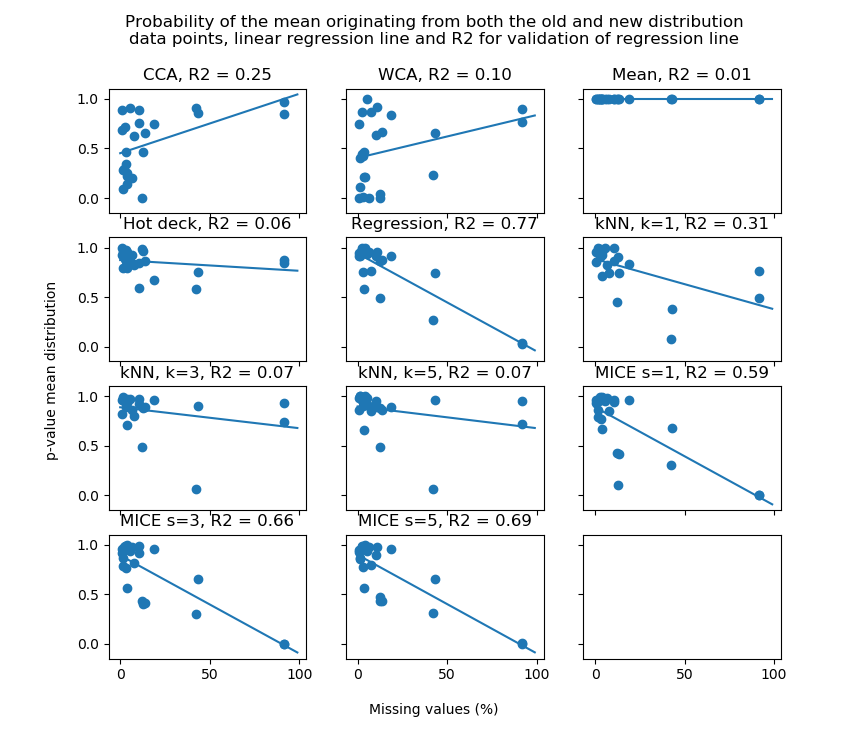 Probability of the mean originating from both the old and new distribution
data points, linear regression line and R2 for validation of regression line
CCA, R2 = 0.25
WCA, R2 = 0.10
Mean, R2 = 0.01
1.0
0.5
0.0
Hot deck, R2 = 0.06
Regression, R2 = 0.77
kNN, k=1, R2 = 0.31
1.0
0.5
0.0
p-value mean distribution
kNN, k=3, R2 = 0.07
kNN, k=5, R2 = 0.07
MICE s=1, R2 = 0.59
1.0
0.5
0.0
MICE s=3, R2 = 0.66
MICE s=5, R2 = 0.69
1.0
0.5
0.0
0 50 100
0 50 100
0 50 100
Missing values (%)